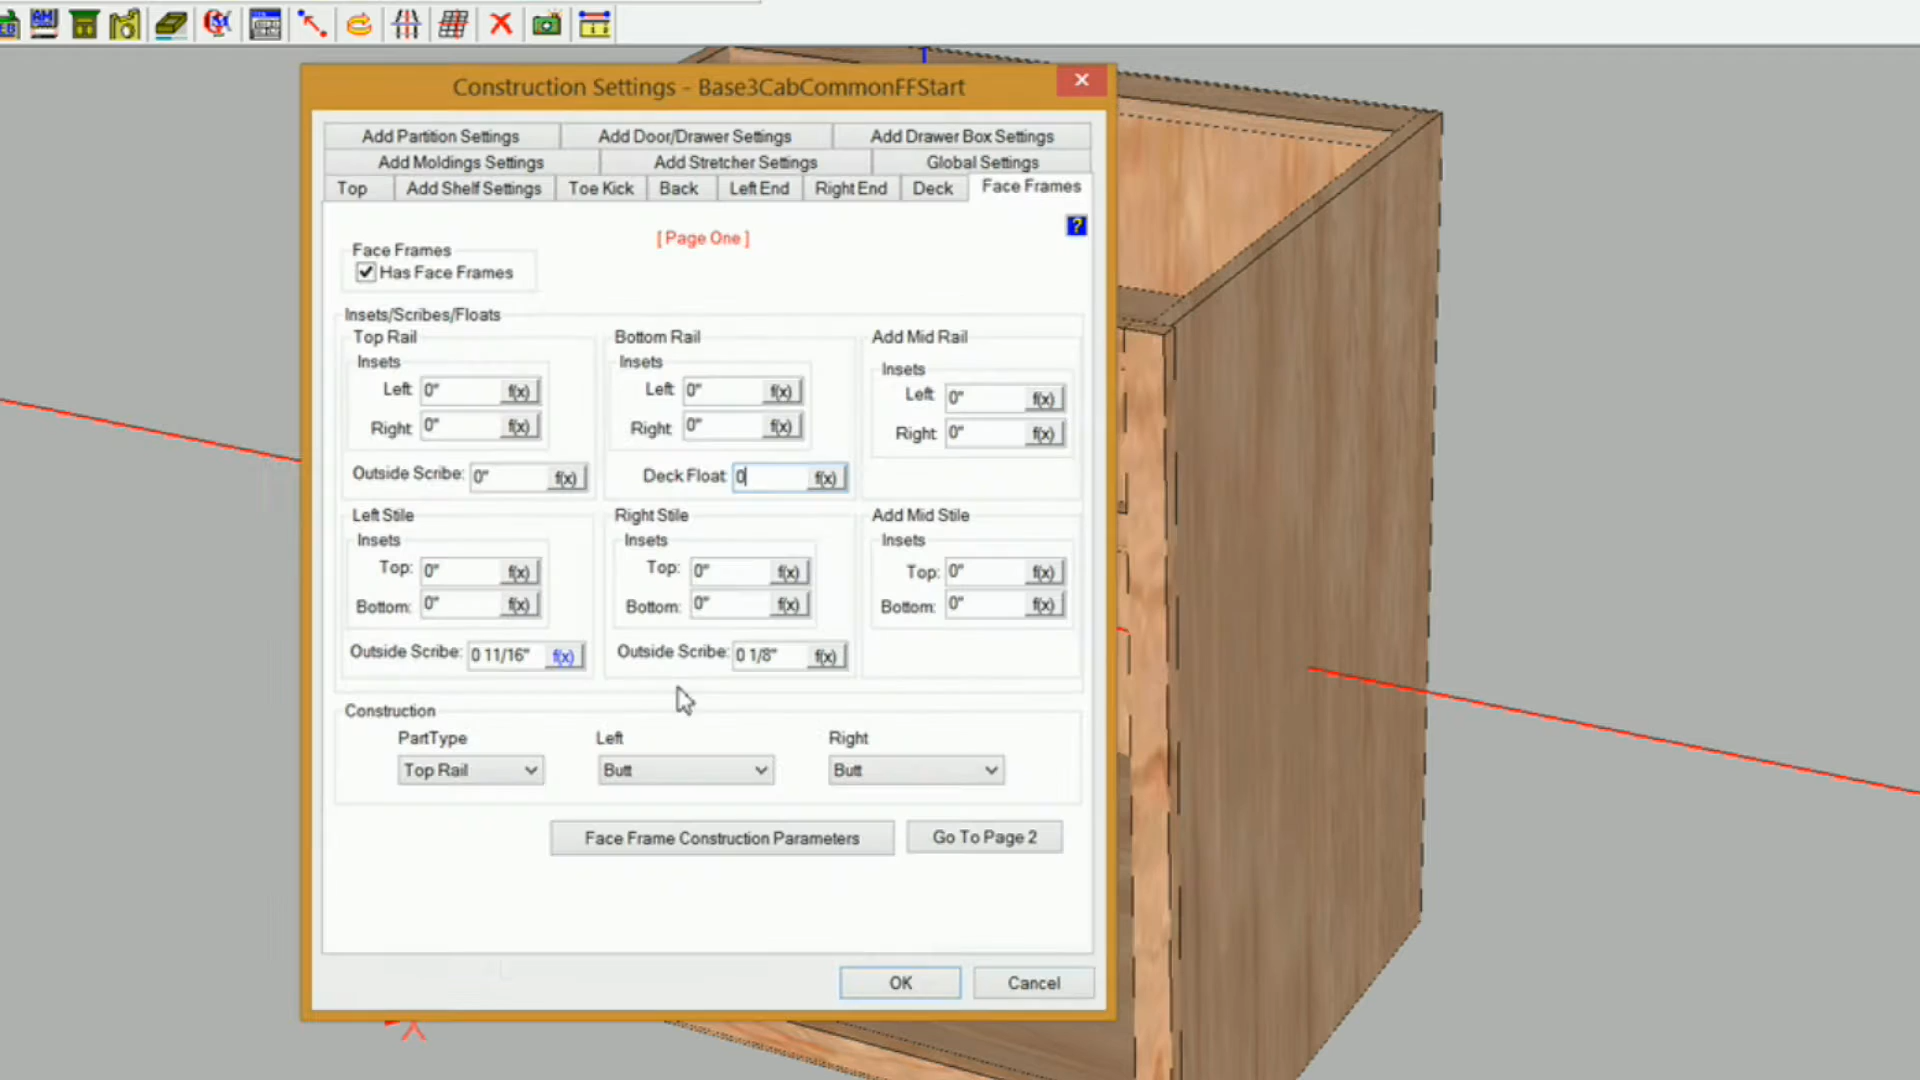 Construction Settings - Base3CabCommonFFStart
Add Partition Settings Add Door/Drawer Settings Add Drawer Box Settings
Add Moldings Settings Add Stretcher Settings Global Settings
Top Add Shelf Settings Toe Kick Back Left End Right End Deck Face Frames
[ Page One ] ?
Face Frames
Has Face Frames
Insets/Scribes/Floats
Top Rail Bottom Rail Add Mid Rail
Insets Insets Insets
Left: 0" f(x) Left: 0" f(x) Left: 0" f(x)
Right: 0" f(x) Right: 0" f(x) Right: 0" f(x)
Outside Scribe: 0" f(x) Deck Float: 0 f(x)
Left Stile Right Stile Add Mid Stile
Insets Insets Insets
Top: 0" f(x) Top: 0" f(x) Top: 0" f(x)
Bottom: 0" f(x) Bottom: 0" f(x) Bottom: 0" f(x)
Outside Scribe: 0 11/16" f(x) Outside Scribe: 0 1/8" f(x)
Construction
PartType Left Right
Top Rail Butt Butt
Face Frame Construction Parameters Go To Page 2
OK Cancel
X